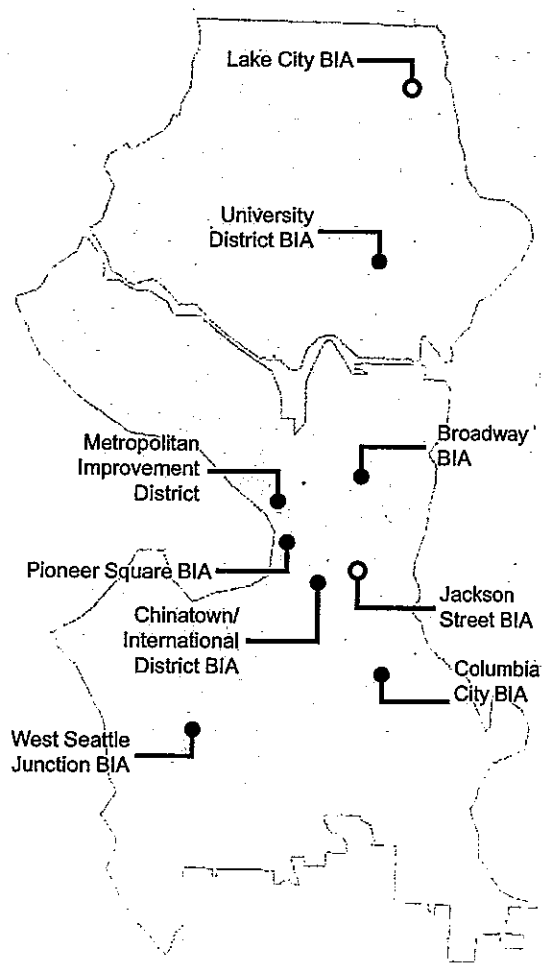 Lake City BIA
University
District BIA
Metropolitan
Improvement
District
Broadway
BIA
Pioneer Square BIA
Chinatown/
International
District BIA
Jackson
Street BIA
Columbia
City BIA
West Seattle
Junction BIA